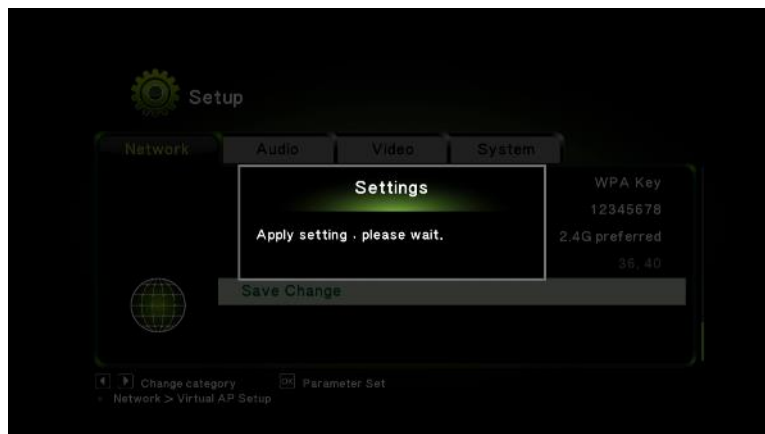 Setup
Network
Audio
Video
System
WPA Key
12345678
2.4G preferred
36, 40
Settings
Apply setting , please wait.
Save Change
Change category
OK
Parameter Set
Network > Virtual AP Setup